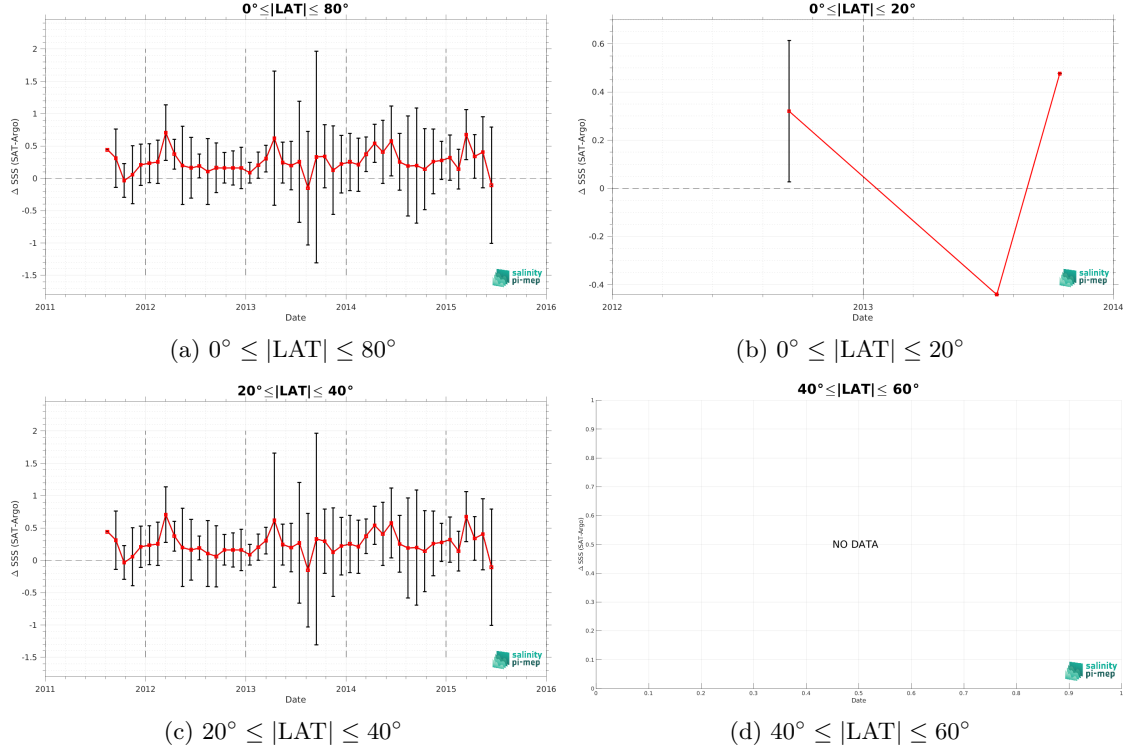 0°≤|LAT|≤ 80°
2
1.5
1
0.5
0
-0.5
-1
-1.5
Δ SSS (SAT-Argo)
2011
2012
2013
2014
2015
2016
Date
salinity
pi-mep
(a) 0° ≤ |LAT| ≤ 80°
0°≤|LAT|≤ 20°
0.6
0.4
0.2
0
-0.2
-0.4
Δ SSS (SAT-Argo)
2012
2013
2014
Date
salinity
pi-mep
(b) 0° ≤ |LAT| ≤ 20°
20°≤|LAT|≤ 40°
2
1.5
1
0.5
0
-0.5
-1
-1.5
Δ SSS (SAT-Argo)
2011
2012
2013
2014
2015
2016
Date
salinity
pi-mep
(c) 20° ≤ |LAT| ≤ 40°
40°≤|LAT|≤ 60°
1
0.9
0.8
0.7
0.6
0.5
0.4
0.3
0.2
0.1
0
Δ SSS (SAT-Argo)
NO DATA
0
0.1
0.2
0.3
0.4
0.5
0.6
0.7
0.8
0.9
1
Date
salinity
pi-mep
(d) 40° ≤ |LAT| ≤ 60°